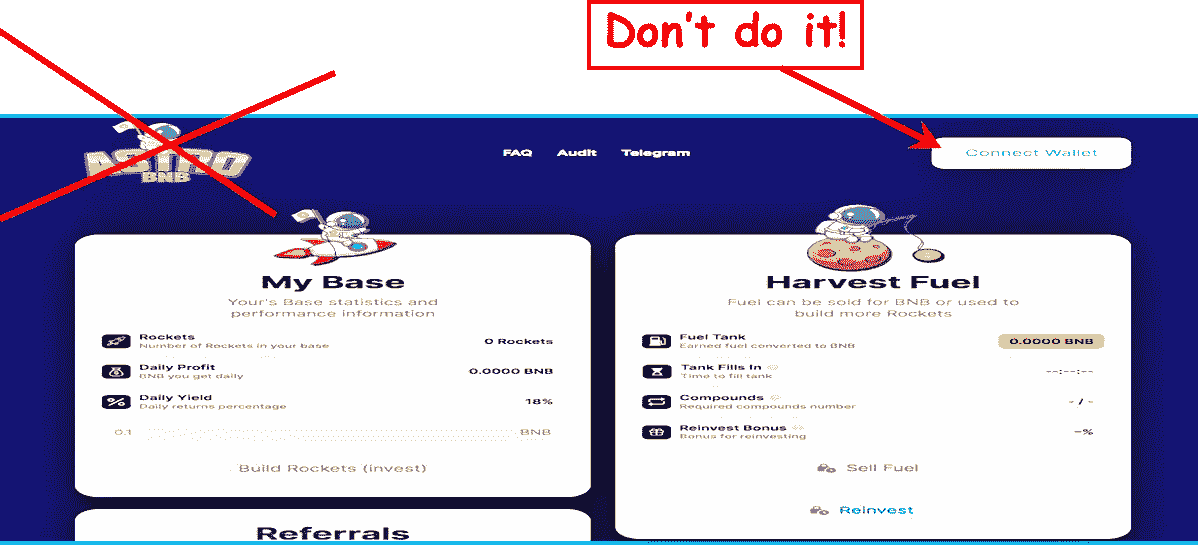 Don't do it!
ASTRO
BNB
FAQ Audit Telegram
Connect Wallet
My Base
Your's Base statistics and
performance information
Rockets
Number of Rockets in your base
0 Rockets
Daily Profit
BNB you get daily
0.0000 BNB
Daily Yield
Daily returns percentage
18%
0.1
BNB
Build Rockets (invest)
Referrals
Harvest Fuel
Fuel can be sold for BNB or used to
build more Rockets
Fuel Tank
Earned fuel converted to BNB
0.0000 BNB
Tank Fills In
Time to fill tank
--:--:--
Compounds
Required compounds number
- / -
Reinvest Bonus
Bonus for reinvesting
-%
Sell Fuel
Reinvest